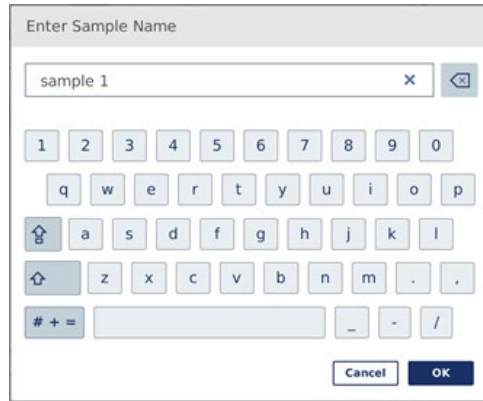 Enter Sample Name
sample 1
1 2 3 4 5 6 7 8 9 0
q w e r t y u i o p
a s d f g h j k l
z x c v b n m . ,
# + = _ - /
Cancel OK